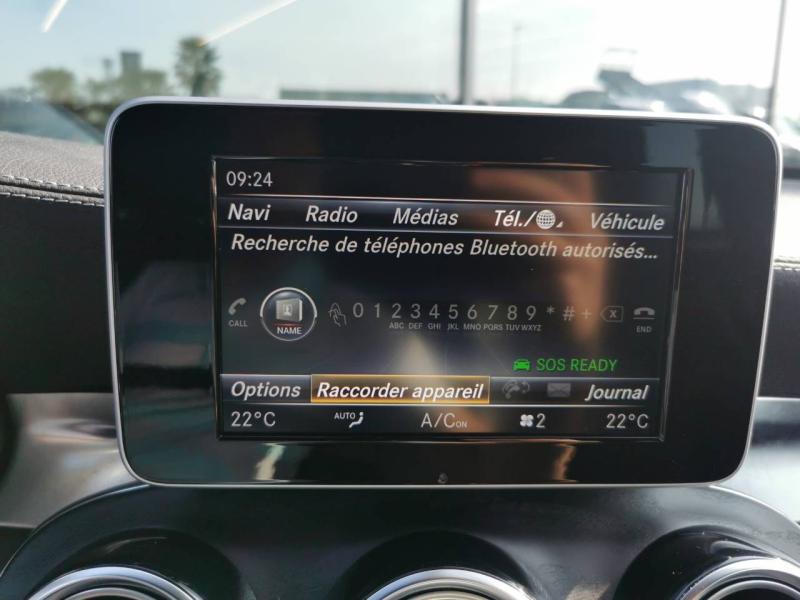 09:24
Navi Radio Médias Tél./ Véhicule
Recherche de téléphones Bluetooth autorisés...
CALL NAME 0 1 2 3 4 5 6 7 8 9 * # + X END
ABC DEF GHI JKL MNO PQRS TUV WXYZ
SOS READY
Options Raccorder appareil Journal
22°C AUTO A/C ON 2 22°C